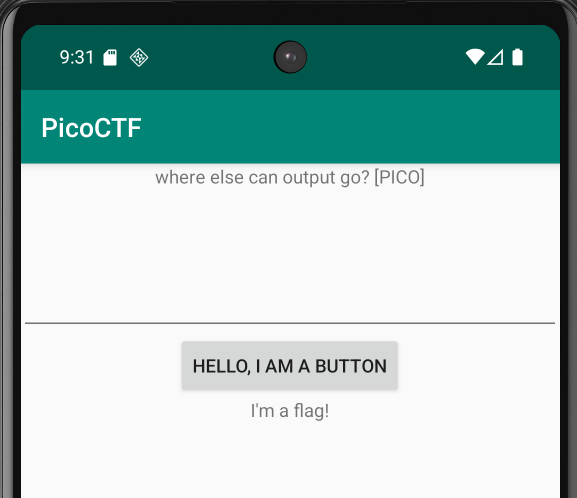 9:31
PicoCTF
where else can output go? [PICO]
HELLO, I AM A BUTTON
I'm a flag!